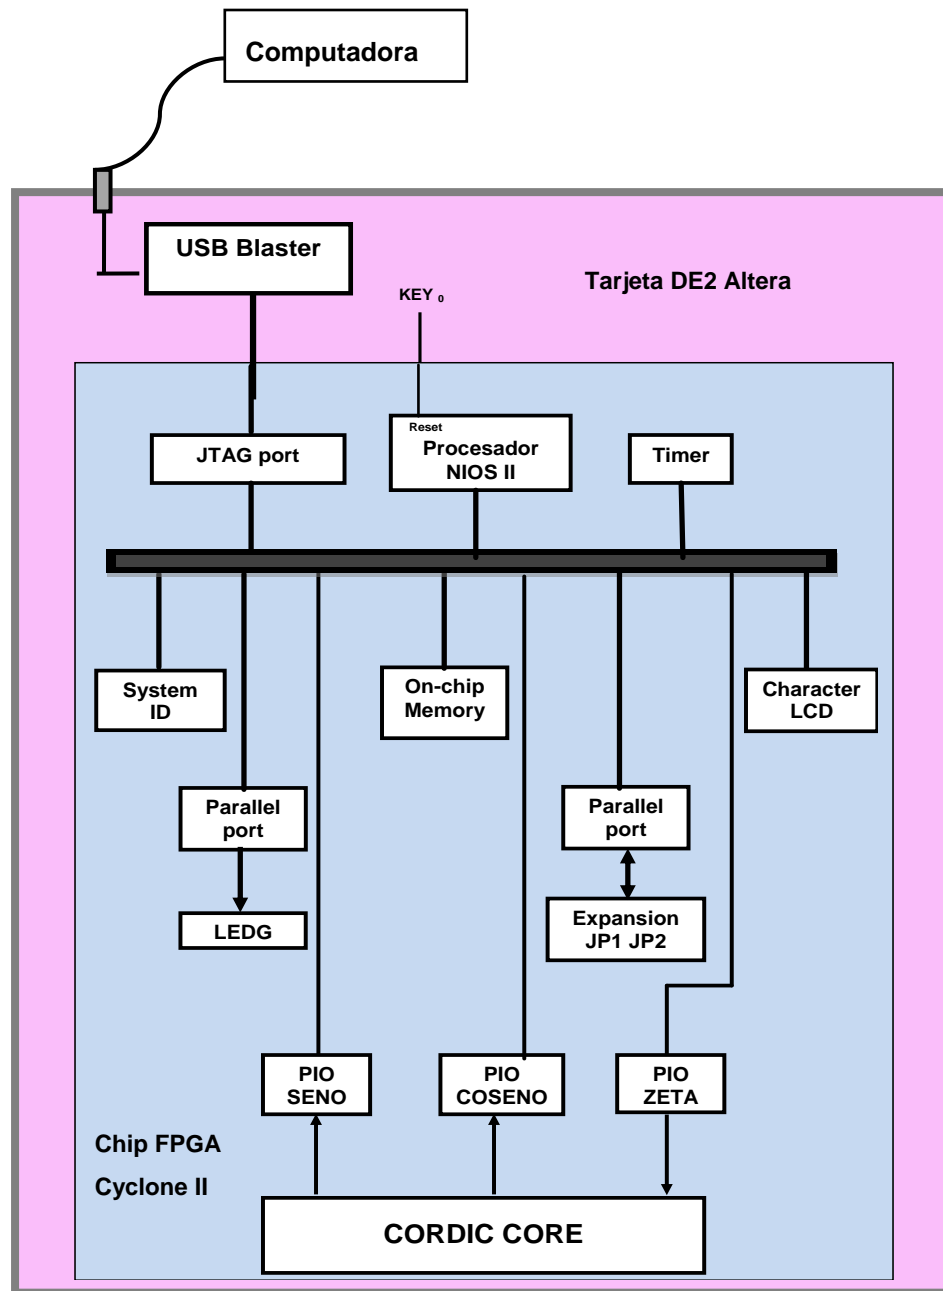 Computadora
USB Blaster
Tarjeta DE2 Altera
KEY 0
Reset
JTAG port
Procesador
NIOS II
Timer
System
ID
On-chip
Memory
Character
LCD
Parallel
port
Parallel
port
LEDG
Expansion
JP1 JP2
PIO
SENO
PIO
COSENO
PIO
ZETA
Chip FPGA
Cyclone II
CORDIC CORE